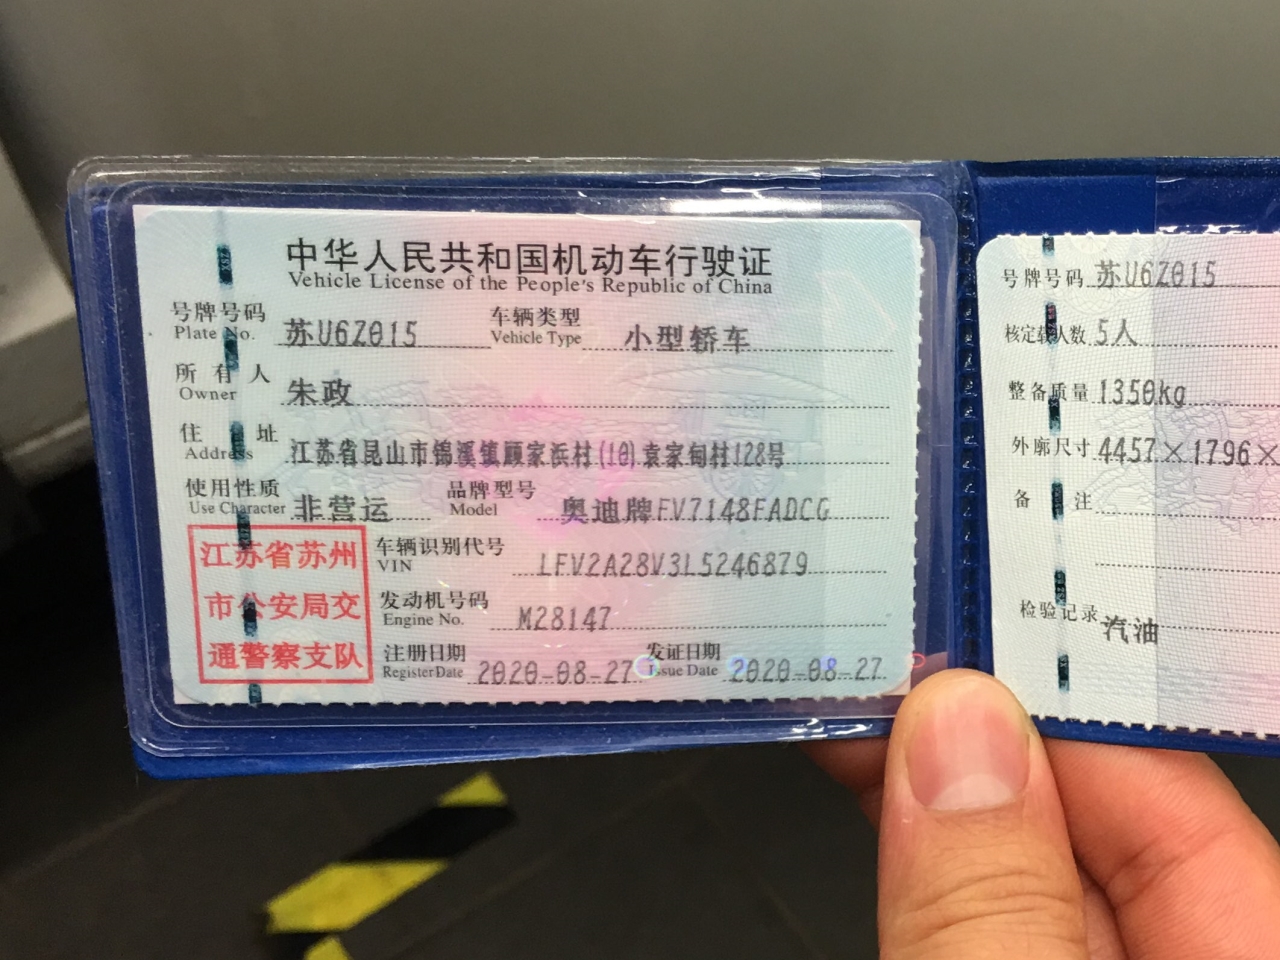 中华人民共和国机动车行驶证
Vehicle License of the People's Republic of China
号牌号码 苏U6Z015 车辆类型 小型轿车
Plate No. Vehicle Type
所有人 朱政
Owner
住址 江苏省昆山市锦溪镇顾家浜村(10)袁家甸村128号
Address
使用性质 非营运 品牌型号 奥迪牌FV7148FADCG
Use Character Model
江苏省苏州
市公安局交
通警察支队
车辆识别代号 LFV2A28V3L5246879
VIN
发动机号码 M28147
Engine No.
注册日期 2020-08-27 发证日期 2020-08-27
Register Date Issue Date
号牌号码 苏U6Z015
核定载人数 5人
整备质量 1350kg
外廓尺寸 4457×1796×
备注
检验记录 汽油